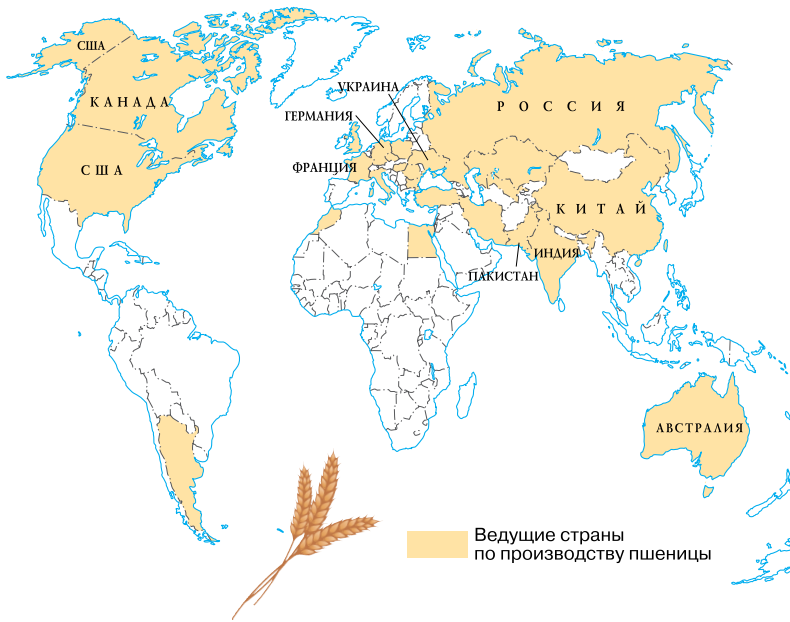 США
УКРАИНА
КАНАДА
РОССИЯ
ГЕРМАНИЯ
ФРАНЦИЯ
США
КИТАЙ
ИНДИЯ
ПАКИСТАН
АВСТРАЛИЯ
Ведущие страны
по производству пшеницы